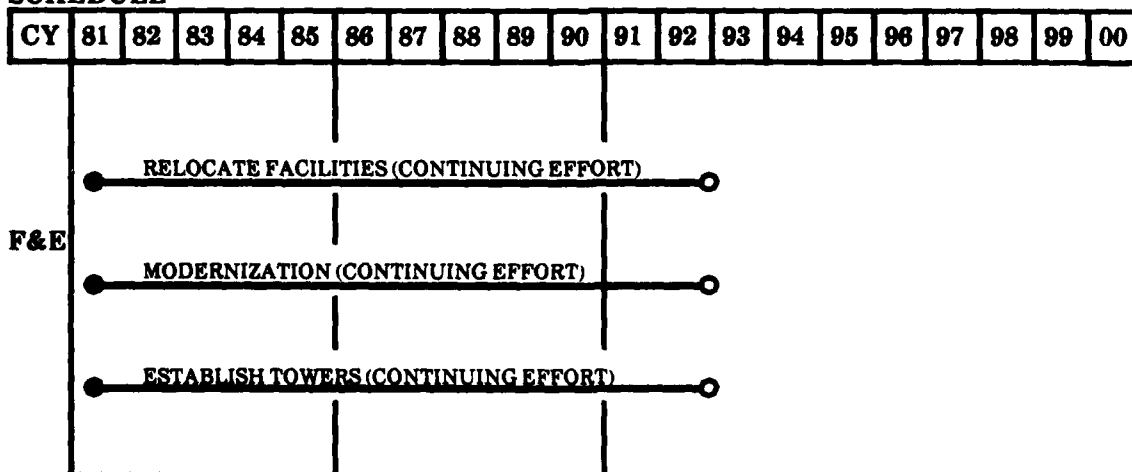 SCHEDULE
CY 81 82 83 84 85 86 87 88 89 90 91 92 93 94 95 96 97 98 99 00
RELOCATE FACILITIES (CONTINUING EFFORT)
F&E
MODERNIZATION (CONTINUING EFFORT)
ESTABLISH TOWERS (CONTINUING EFFORT)